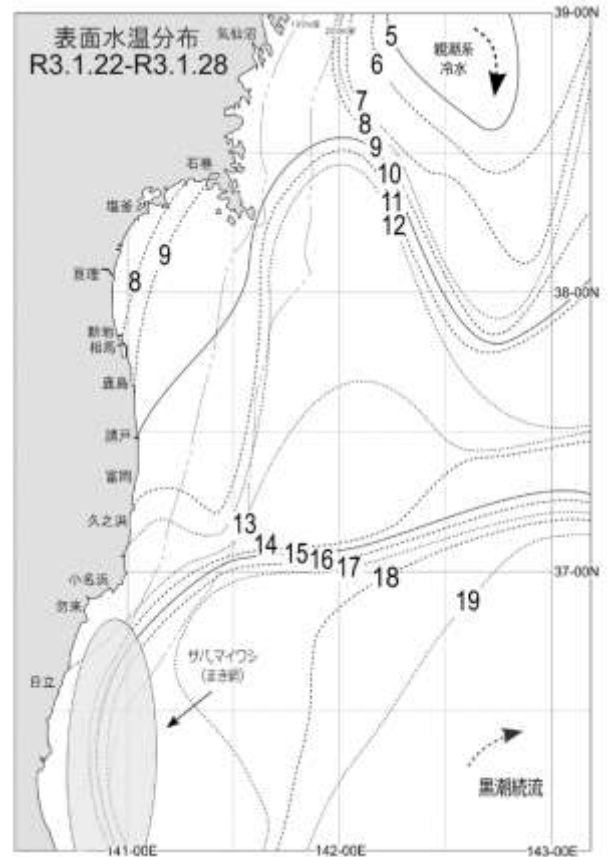 表面水温分布
R3.1.22-R3.1.28
気仙沼
39-00N
親潮系
冷水
5
6
7
8
9
10
11
12
石巻
塩釜
8
9
亘理
38-00N
新地
相馬
鹿島
請戸
富岡
久之浜
13
14
15
16
17
18
19
37-00N
小名浜
勿来
サバ,マイワシ
(まき網)
日立
黒潮続流
141-00E
142-00E
143-00E